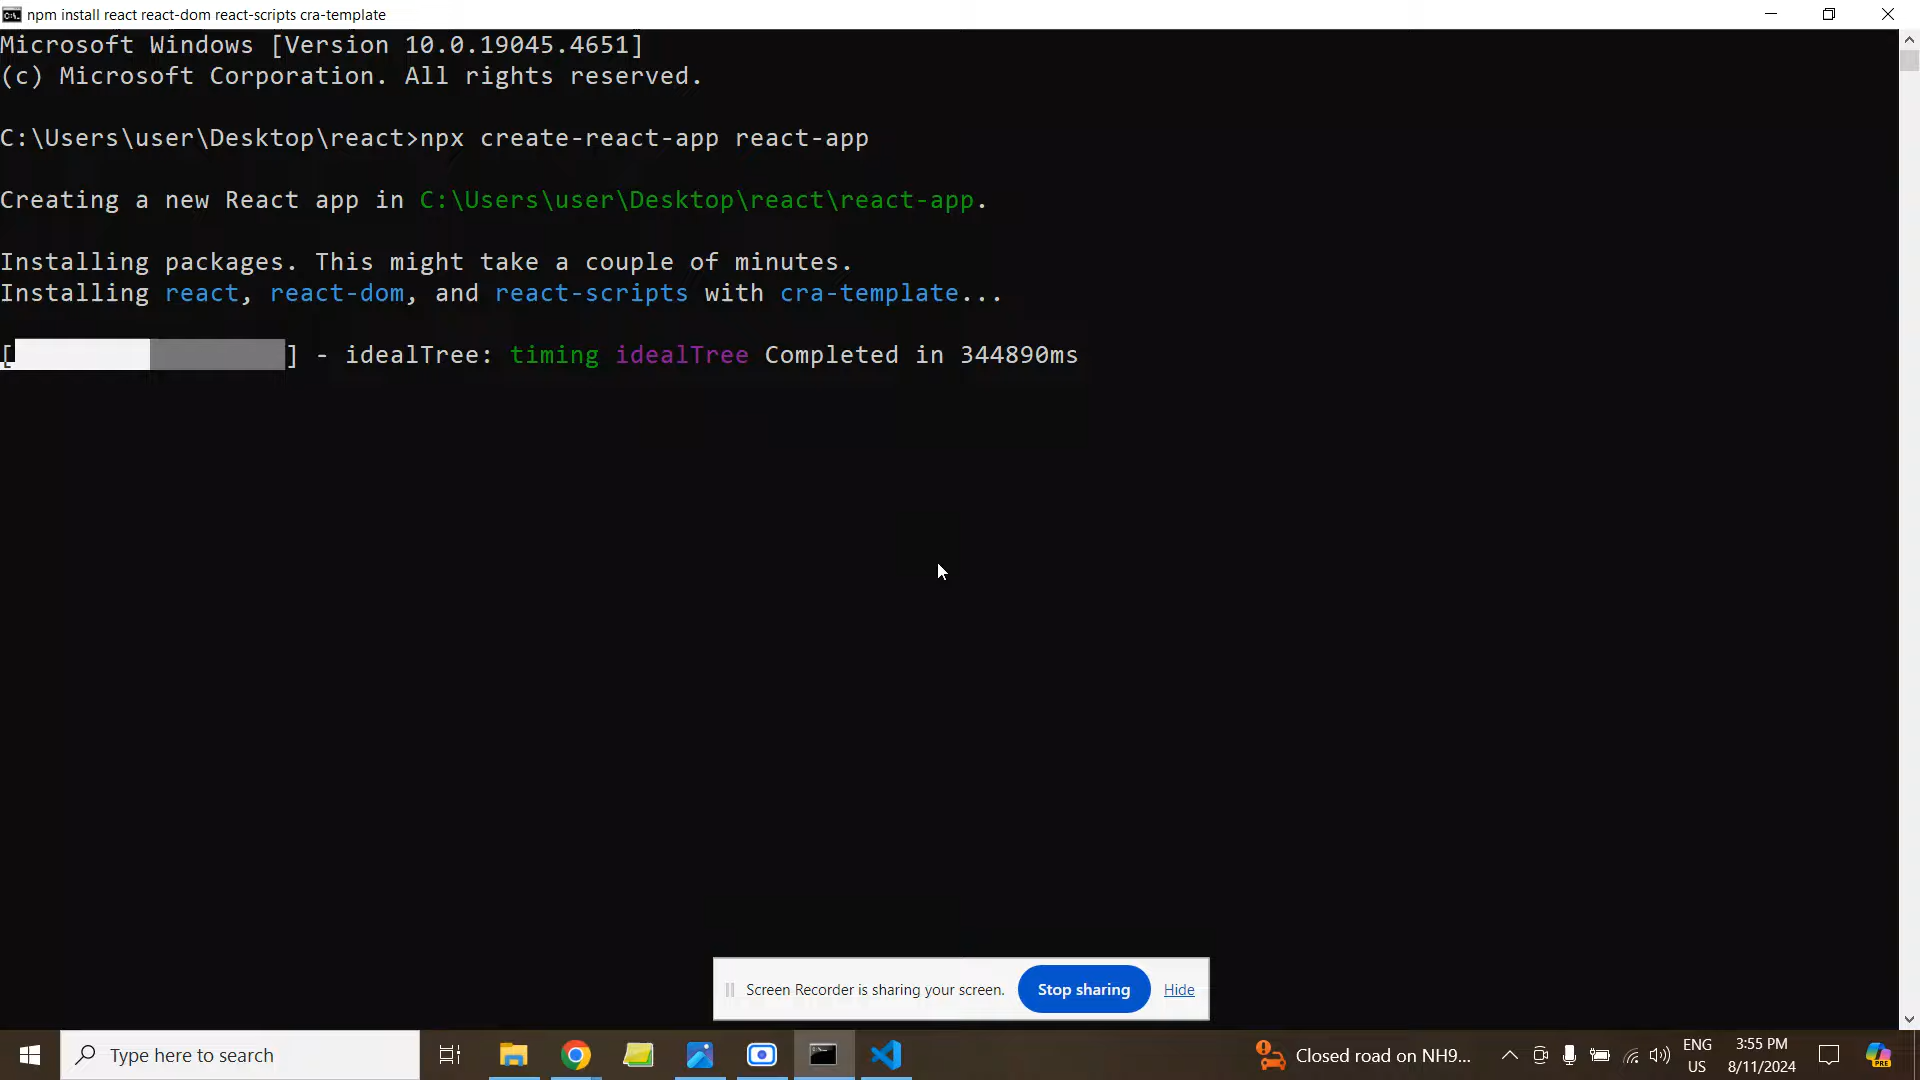 npm install react react-dom react-scripts cra-template
Microsoft Windows [Version 10.0.19045.4651]
(c) Microsoft Corporation. All rights reserved.
C:\Users\user\Desktop\react>npx create-react-app react-app
Creating a new React app in C:\Users\user\Desktop\react\react-app.
Installing packages. This might take a couple of minutes.
Installing react, react-dom, and react-scripts with cra-template...
[ ] - idealTree: timing idealTree Completed in 344890ms
Screen Recorder is sharing your screen. Stop sharing Hide
Type here to search
Closed road on NH9...
ENG
US
3:55 PM
8/11/2024
PRE